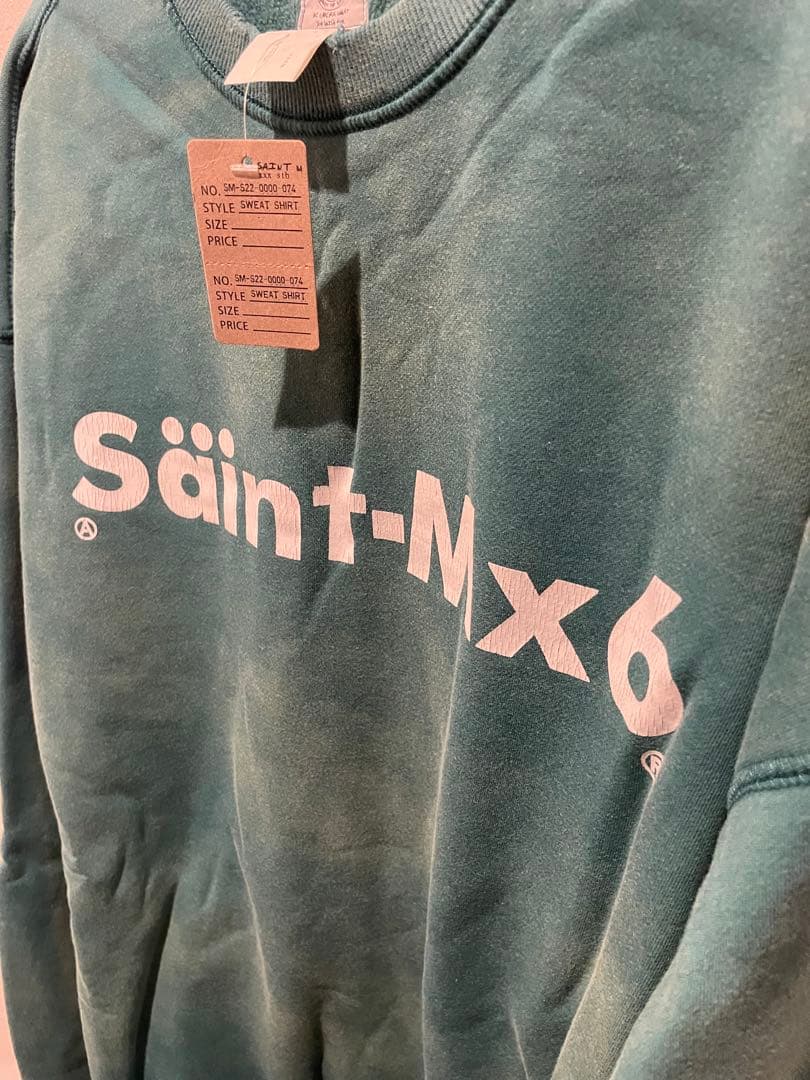 SAINT M
xxx
NO. SM-S22-0000-074
STYLE SWEAT SHIRT
SIZE
PRICE
NO. SM-S22-0000-074
STYLE SWEAT SHIRT
SIZE
PRICE
Säint-Mx6
A
R